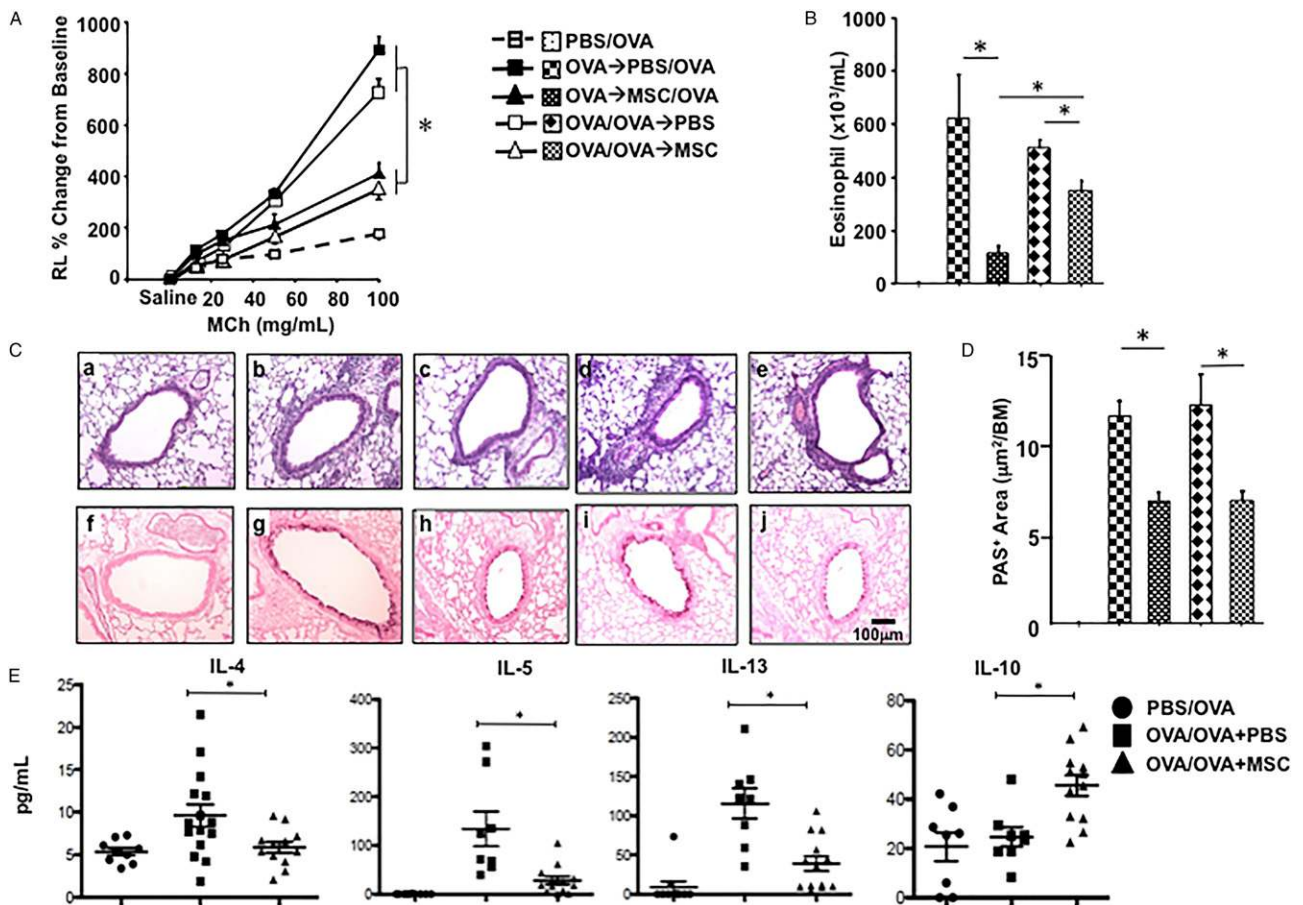 A
RL % Change from Baseline
1000
800
600
400
200
0
Saline 20 40 60 80 100
MCh (mg/mL)
*
PBS/OVA
OVA→PBS/OVA
OVA→MSC/OVA
OVA/OVA→PBS
OVA/OVA→MSC
B
Eosinophil (x10³/mL)
1000
800
600
400
200
0
* * *
C
a b c d e
f g h i j
100µm
D
PAS⁺ Area (µm²/BM)
15
10
5
0
* *
E
pg/mL
IL-4
25
20
15
10
5
0
*
IL-5
400
300
200
100
0
*
IL-13
250
200
150
100
50
0
*
IL-10
80
60
40
20
0
*
PBS/OVA
OVA/OVA+PBS
OVA/OVA+MSC